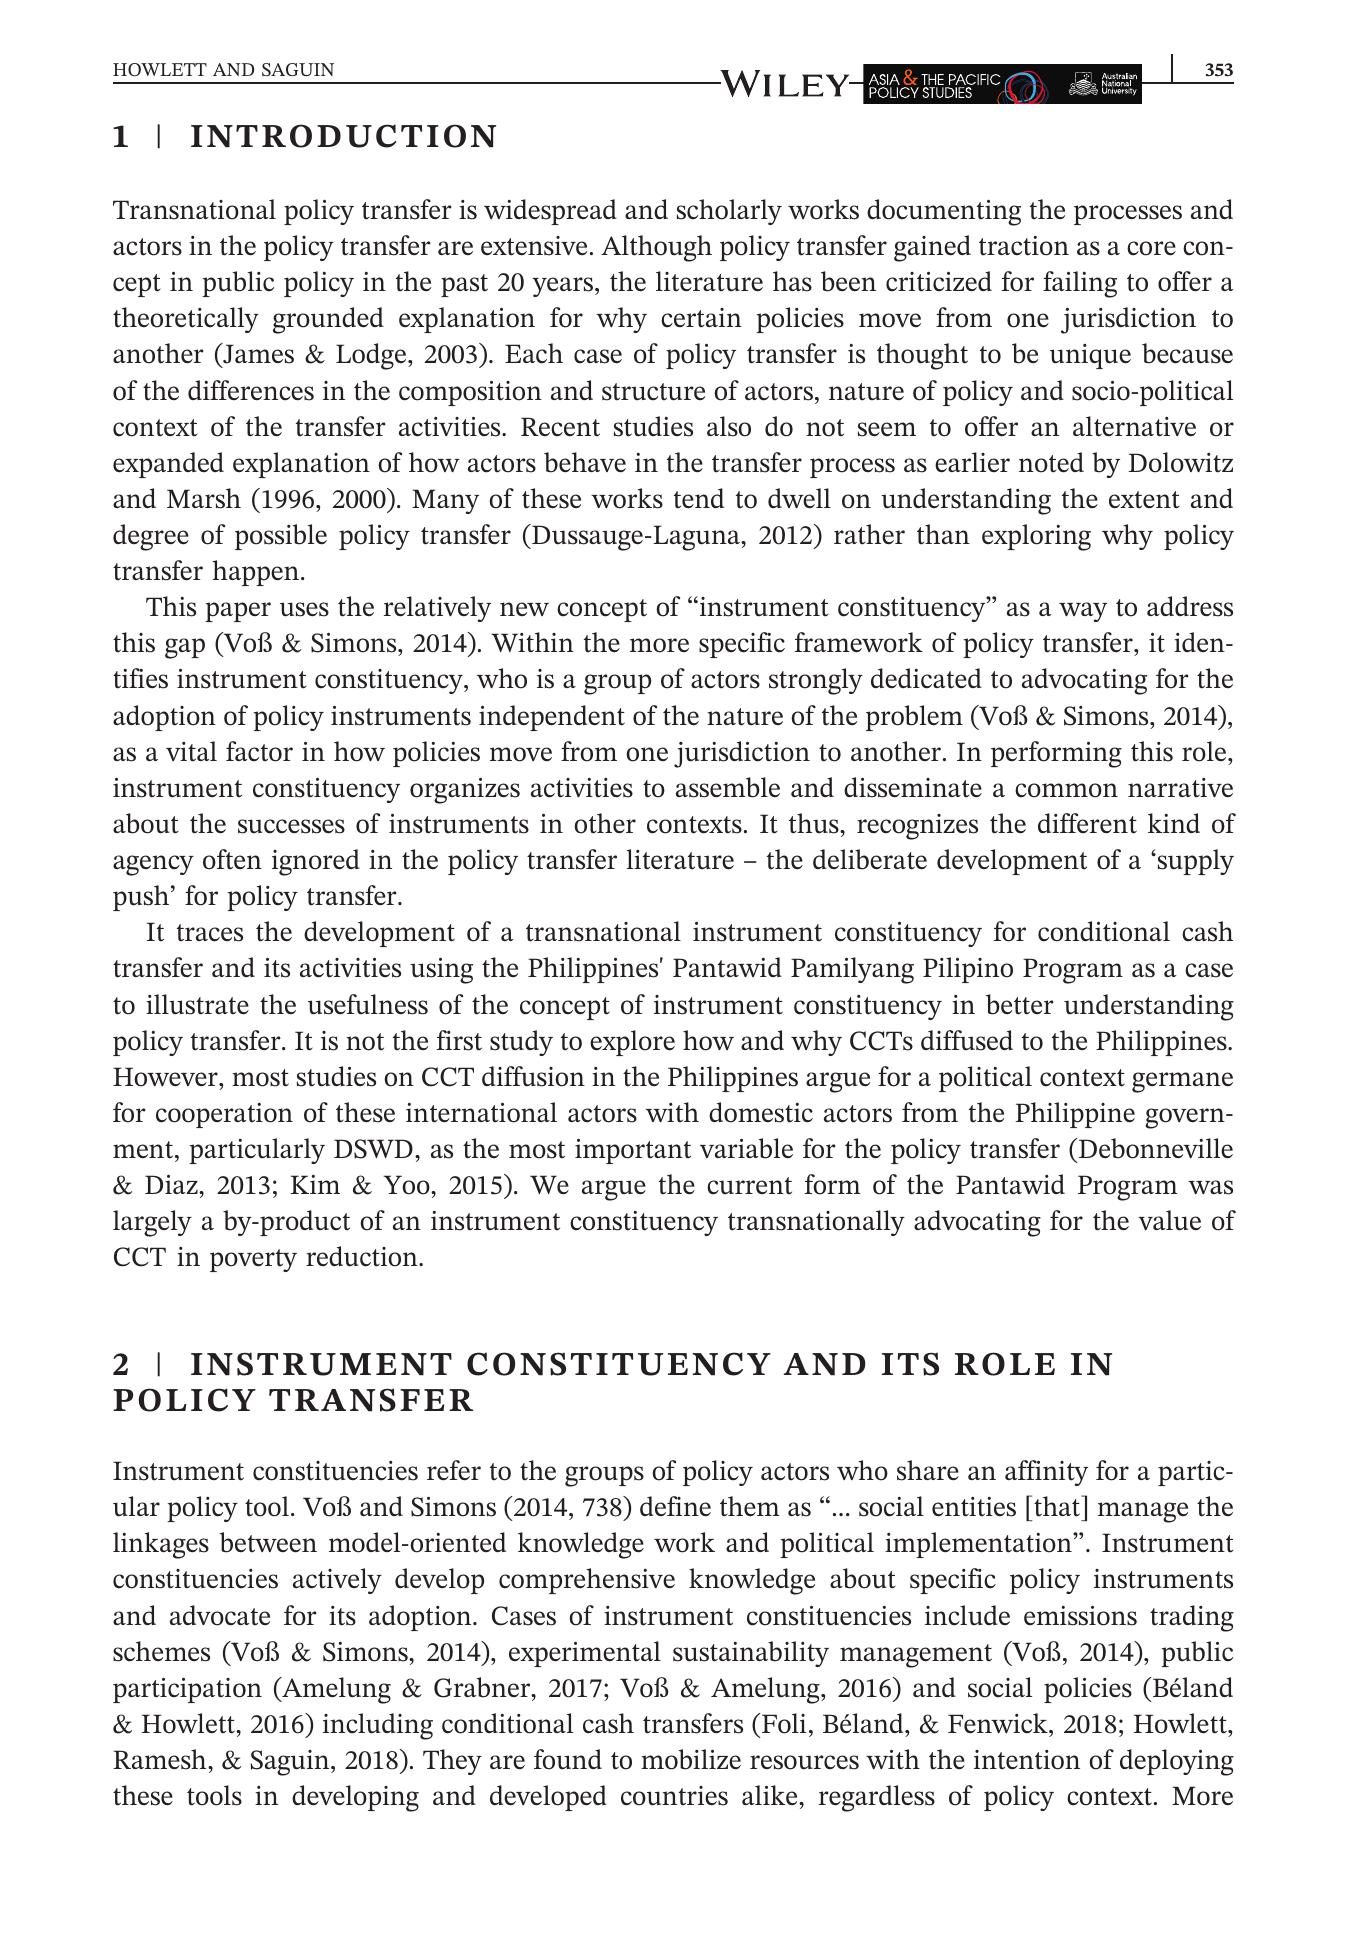 HOWLETT AND SAGUIN
WILEY
ASIA & THE PACIFIC
POLICY STUDIES
Australian
National
University
353
1 | INTRODUCTION
Transnational policy transfer is widespread and scholarly works documenting the processes and
actors in the policy transfer are extensive. Although policy transfer gained traction as a core con-
cept in public policy in the past 20 years, the literature has been criticized for failing to offer a
theoretically grounded explanation for why certain policies move from one jurisdiction to
another (James & Lodge, 2003). Each case of policy transfer is thought to be unique because
of the differences in the composition and structure of actors, nature of policy and socio-political
context of the transfer activities. Recent studies also do not seem to offer an alternative or
expanded explanation of how actors behave in the transfer process as earlier noted by Dolowitz
and Marsh (1996, 2000). Many of these works tend to dwell on understanding the extent and
degree of possible policy transfer (Dussauge-Laguna, 2012) rather than exploring why policy
transfer happen.
This paper uses the relatively new concept of “instrument constituency” as a way to address
this gap (Voß & Simons, 2014). Within the more specific framework of policy transfer, it iden-
tifies instrument constituency, who is a group of actors strongly dedicated to advocating for the
adoption of policy instruments independent of the nature of the problem (Voß & Simons, 2014),
as a vital factor in how policies move from one jurisdiction to another. In performing this role,
instrument constituency organizes activities to assemble and disseminate a common narrative
about the successes of instruments in other contexts. It thus, recognizes the different kind of
agency often ignored in the policy transfer literature – the deliberate development of a ‘supply
push’ for policy transfer.
It traces the development of a transnational instrument constituency for conditional cash
transfer and its activities using the Philippines' Pantawid Pamilyang Pilipino Program as a case
to illustrate the usefulness of the concept of instrument constituency in better understanding
policy transfer. It is not the first study to explore how and why CCTs diffused to the Philippines.
However, most studies on CCT diffusion in the Philippines argue for a political context germane
for cooperation of these international actors with domestic actors from the Philippine govern-
ment, particularly DSWD, as the most important variable for the policy transfer (Debonneville
& Diaz, 2013; Kim & Yoo, 2015). We argue the current form of the Pantawid Program was
largely a by-product of an instrument constituency transnationally advocating for the value of
CCT in poverty reduction.
2 | INSTRUMENT CONSTITUENCY AND ITS ROLE IN
POLICY TRANSFER
Instrument constituencies refer to the groups of policy actors who share an affinity for a partic-
ular policy tool. Voß and Simons (2014, 738) define them as “... social entities [that] manage the
linkages between model-oriented knowledge work and political implementation”. Instrument
constituencies actively develop comprehensive knowledge about specific policy instruments
and advocate for its adoption. Cases of instrument constituencies include emissions trading
schemes (Voß & Simons, 2014), experimental sustainability management (Voß, 2014), public
participation (Amelung & Grabner, 2017; Voß & Amelung, 2016) and social policies (Béland
& Howlett, 2016) including conditional cash transfers (Foli, Béland, & Fenwick, 2018; Howlett,
Ramesh, & Saguin, 2018). They are found to mobilize resources with the intention of deploying
these tools in developing and developed countries alike, regardless of policy context. More